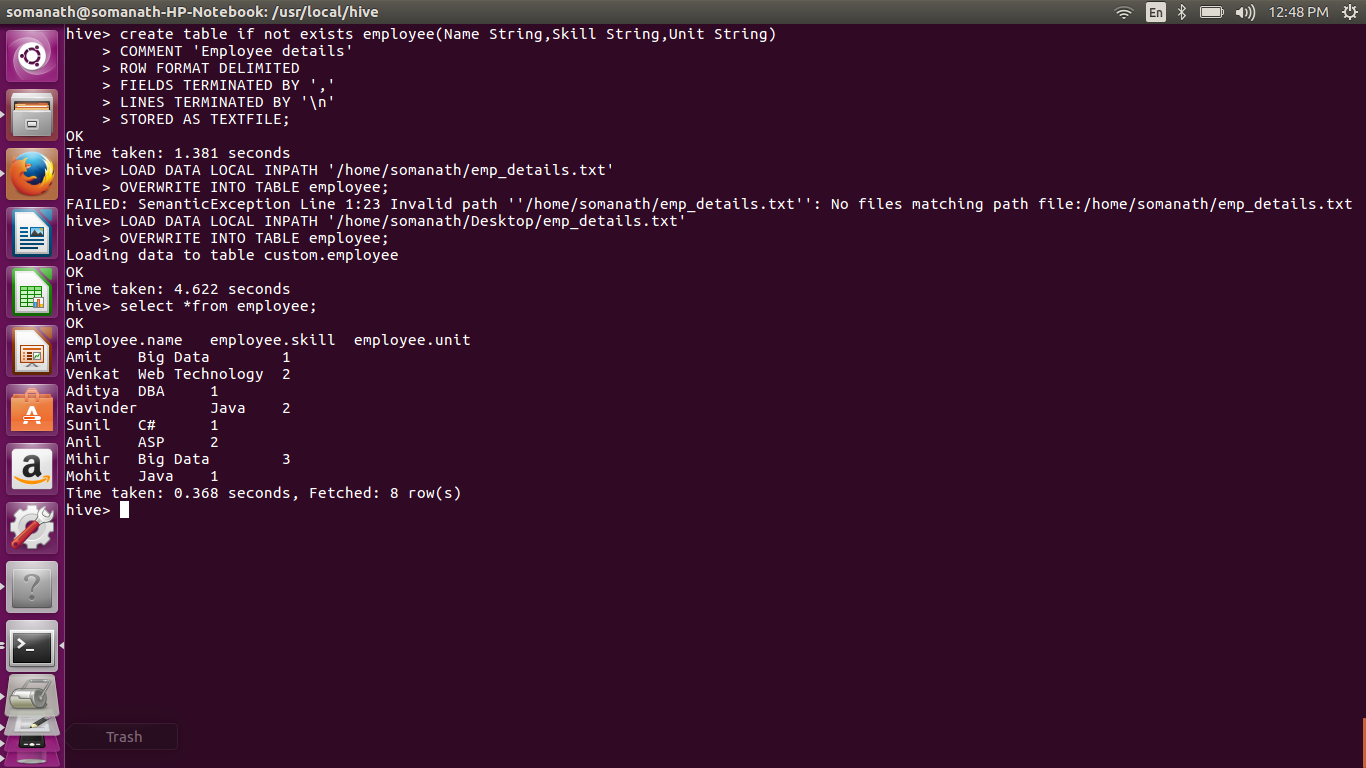 somanath@somanath-HP-Notebook: /usr/local/hive
En
12:48 PM
hive> create table if not exists employee(Name String,Skill String,Unit String)
    > COMMENT 'Employee details'
    > ROW FORMAT DELIMITED
    > FIELDS TERMINATED BY ','
    > LINES TERMINATED BY '\n'
    > STORED AS TEXTFILE;
OK
Time taken: 1.381 seconds
hive> LOAD DATA LOCAL INPATH '/home/somanath/emp_details.txt'
    > OVERWRITE INTO TABLE employee;
FAILED: SemanticException Line 1:23 Invalid path ''/home/somanath/emp_details.txt'': No files matching path file:/home/somanath/emp_details.txt
hive> LOAD DATA LOCAL INPATH '/home/somanath/Desktop/emp_details.txt'
    > OVERWRITE INTO TABLE employee;
Loading data to table custom.employee
OK
Time taken: 4.622 seconds
hive> select *from employee;
OK
employee.name   employee.skill  employee.unit
Amit    Big Data        1
Venkat  Web Technology  2
Aditya  DBA     1
Ravinder        Java    2
Sunil   C#      1
Anil    ASP     2
Mihir   Big Data        3
Mohit   Java    1
Time taken: 0.368 seconds, Fetched: 8 row(s)
hive>
Trash